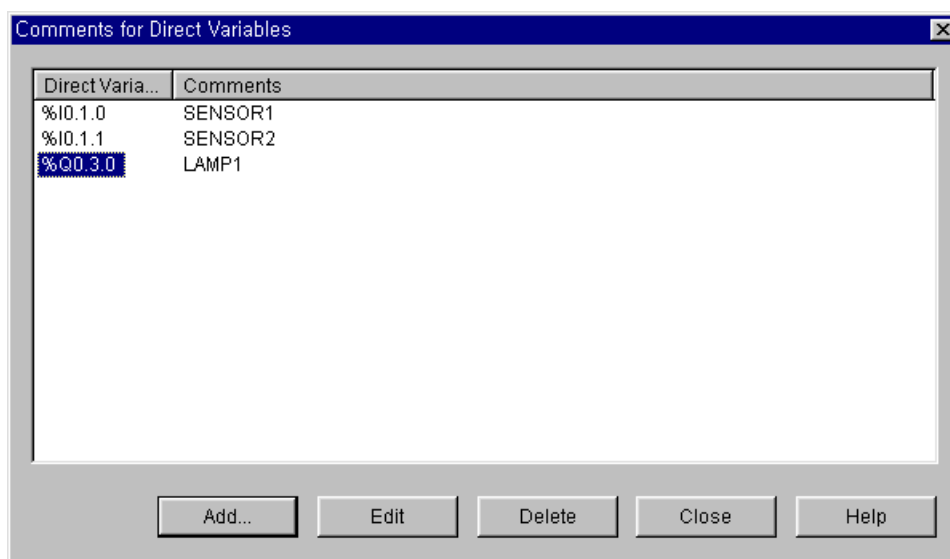 Comments for Direct Variables
Direct Varia... Comments
%I0.1.0 SENSOR1
%I0.1.1 SENSOR2
%Q0.3.0 LAMP1
Add... Edit Delete Close Help